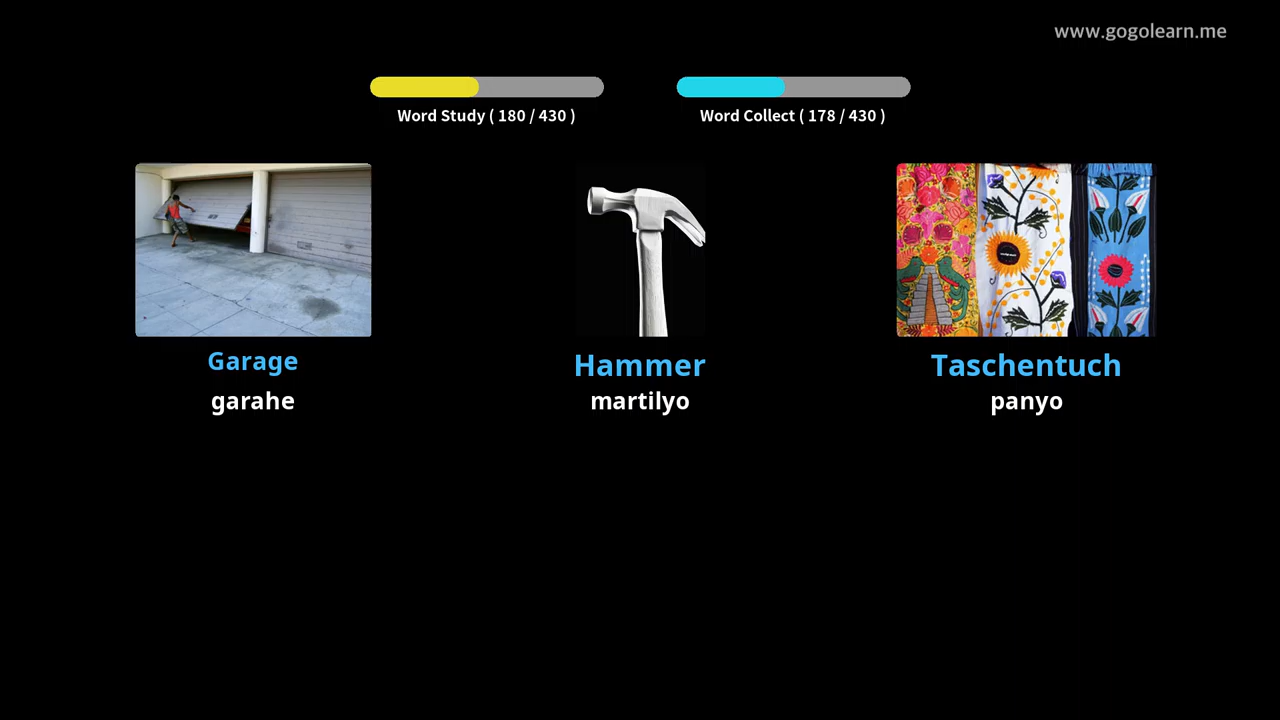 www.gogolearn.me
Word Study ( 180 / 430 )
Word Collect ( 178 / 430 )
Garage
Hammer
Taschentuch
garahe
martilyo
panyo